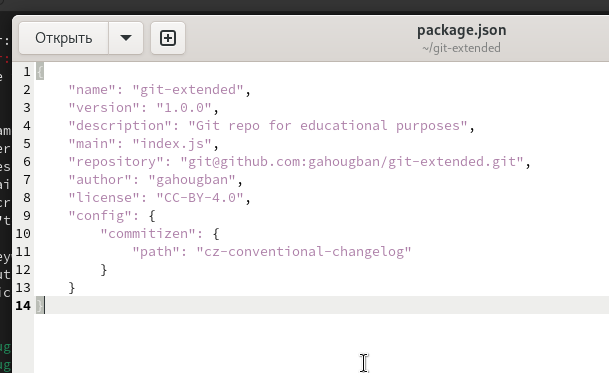 Открыть
package.json
~/git-extended
1 {
2 "name": "git-extended",
3 "version": "1.0.0",
4 "description": "Git repo for educational purposes",
5 "main": "index.js",
6 "repository": "git@github.com:gahougban/git-extended.git",
7 "author": "gahougban",
8 "license": "CC-BY-4.0",
9 "config": {
10 "commitizen": {
11 "path": "cz-conventional-changelog"
12 }
13 }
14 }